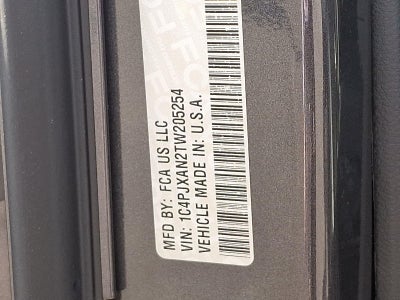 MFD BY: FCA US LLC
VIN: 1C4PJXAN2TW205254
VEHICLE MADE IN: U.S.A.